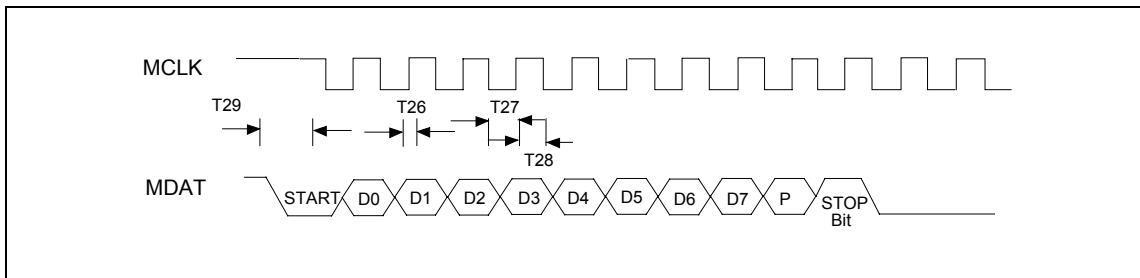 MCLK
T29
T26
T27
T28
MDAT
START
D0
D1
D2
D3
D4
D5
D6
D7
P
STOP
Bit